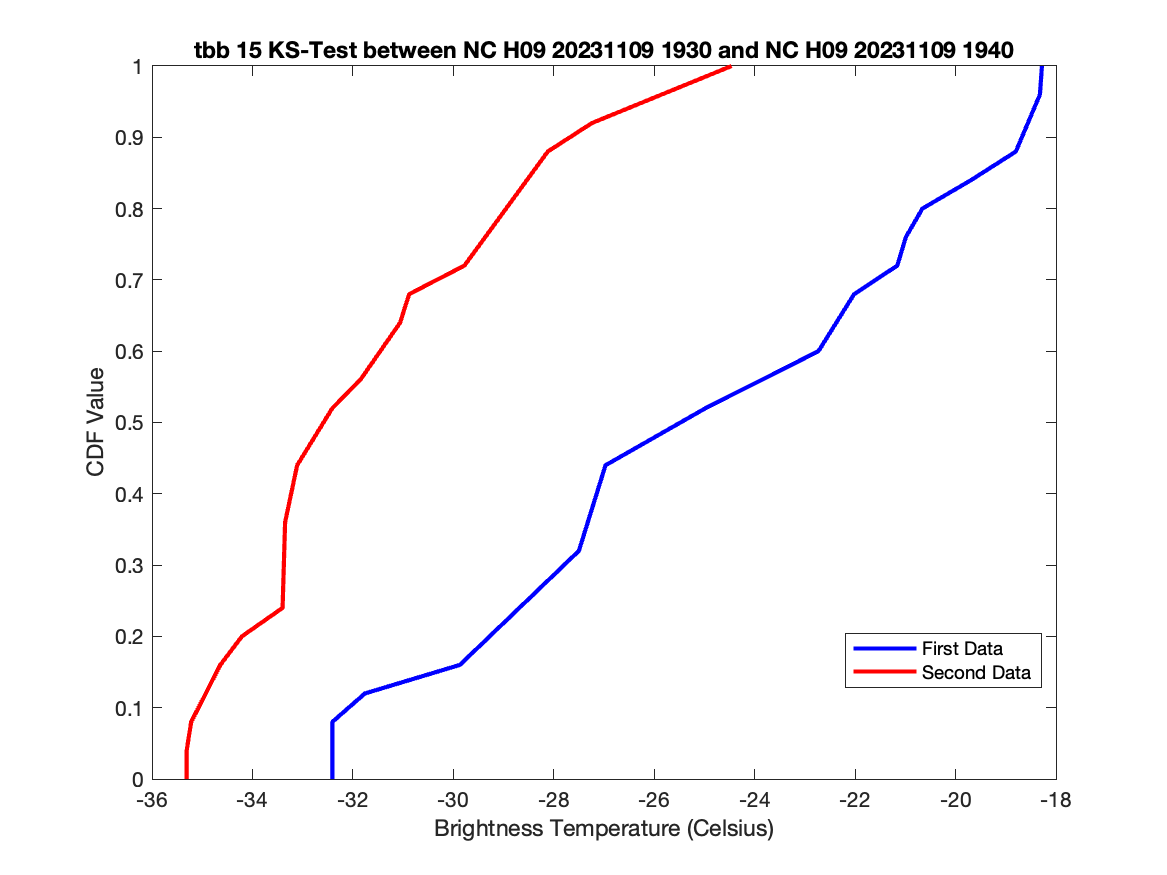 tbb 15 KS-Test between NC H09 20231109 1930 and NC H09 20231109 1940
1
0.9
0.8
0.7
0.6
0.5
0.4
0.3
0.2
0.1
0
CDF Value
First Data
Second Data
-36 -34 -32 -30 -28 -26 -24 -22 -20 -18
Brightness Temperature (Celsius)